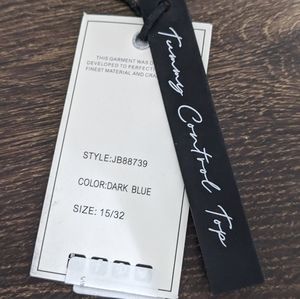 THIS GARMENT WAS
DEVELOPED TO PERFECT
FINEST MATERIAL AND
STYLE:JB88739
COLOR:DARK BLUE
SIZE: 15/32
Tummy Control Top